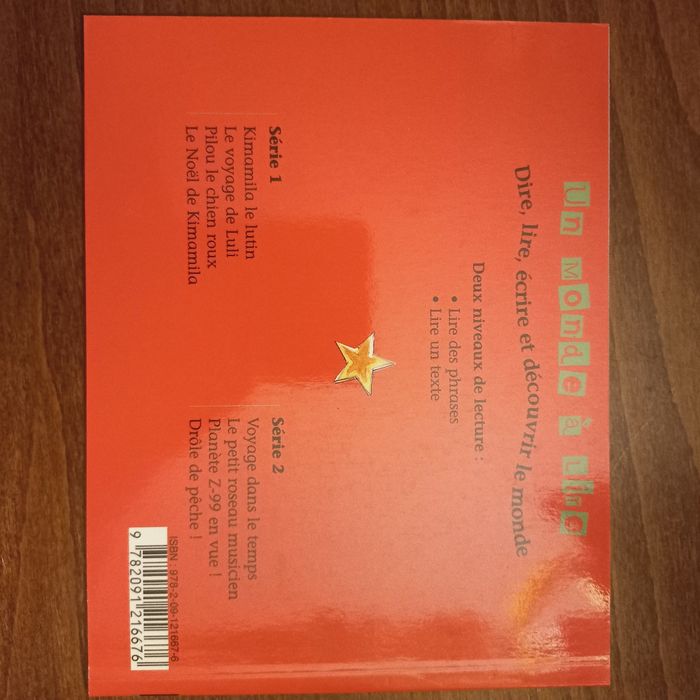 Un Monde à Lire
Dire, lire, écrire et découvrir le monde
Deux niveaux de lecture :
• Lire des phrases
• Lire un texte
Série 1
Kimamila le lutin
Le voyage de Luli
Pilou le chien roux
Le Noël de Kimamila
Série 2
Voyage dans le temps
Le petit roseau musicien
Planète Z-99 en vue !
Drôle de pêche !
ISBN : 978-2-09-121667-6
9 782091 216676